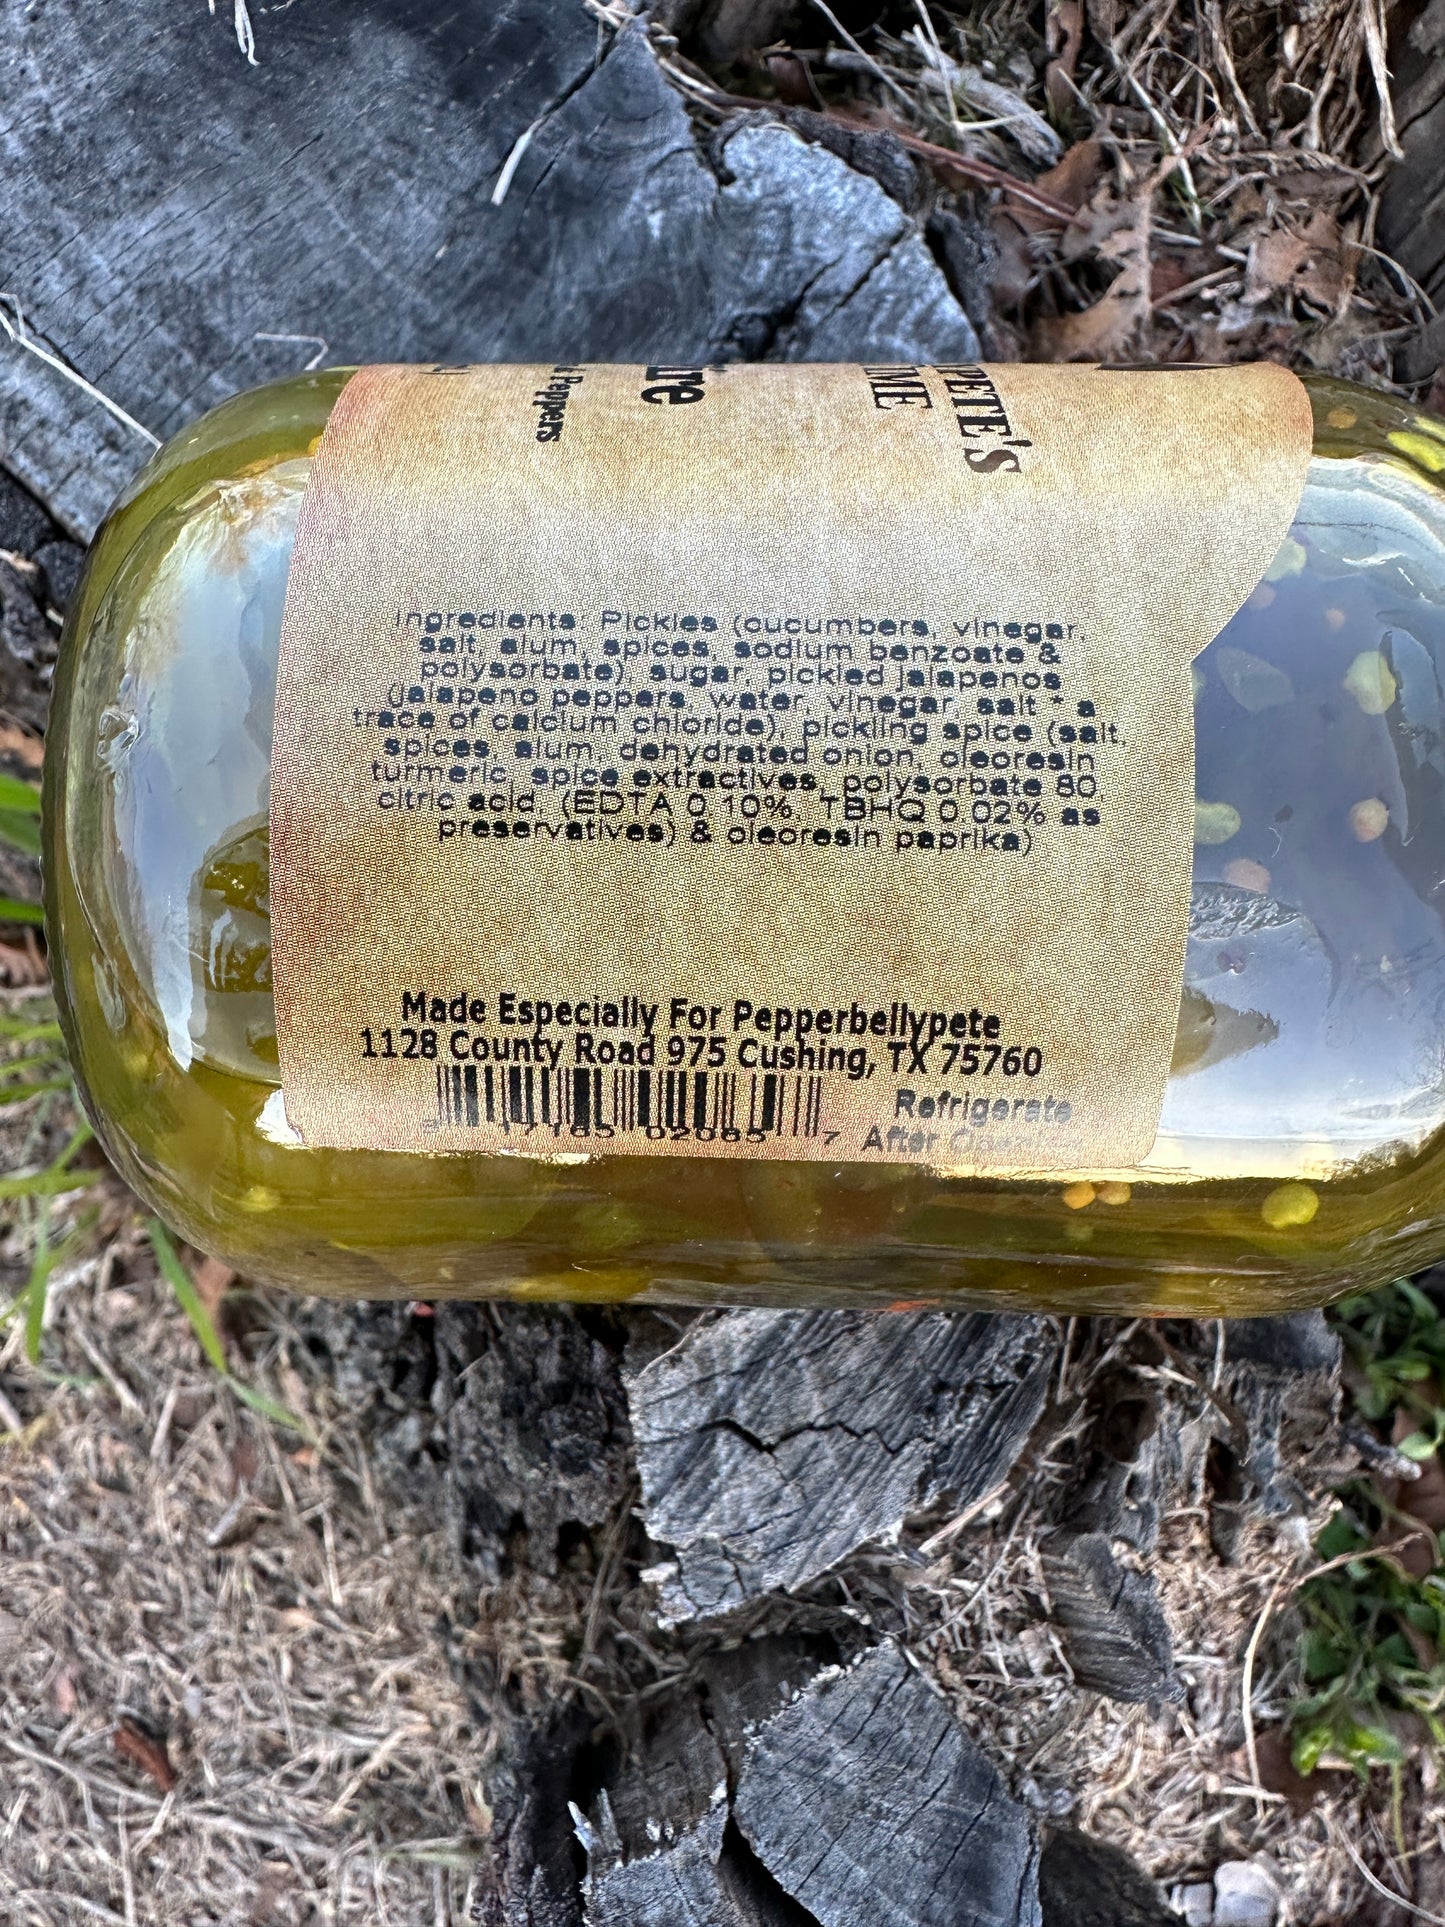 PETE'S
IME
ire
Peppers
Ingredients: Pickles (cucumbers, vinegar,
salt, alum, spices, sodium benzoate &
polysorbate), sugar, pickled jalapenos
(jalapeno peppers, water, vinegar, salt * a
trace of calcium chloride), pickling spice (salt,
spices, alum, dehydrated onion, oleoresin
turmeric, spice extractives, polysorbate 80,
citric acid, (EDTA 0.10%, TBHQ 0.02% as
preservatives) & oleoresin paprika)
Made Especially For Pepperbellypete
1128 County Road 975 Cushing, TX 75760
7
Refrigerate
After